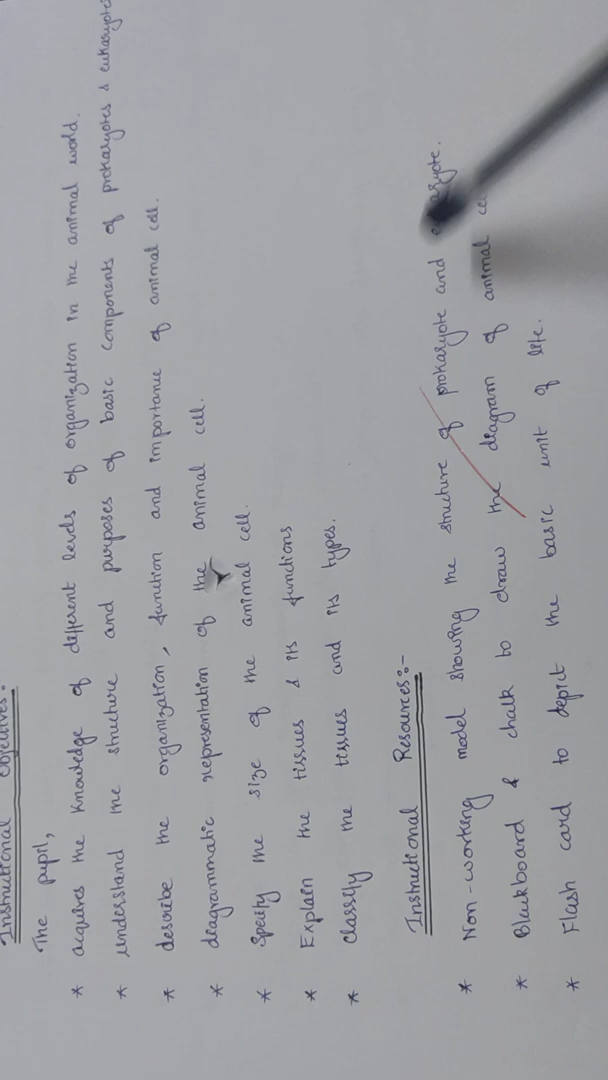 Instructional Objectives:-
The pupil,
* acquires the knowledge of different levels of organization in the animal world.
* understand the structure and purposes of basic components of prokaryotes & eukaryotes
* describe the organization, function and importance of animal cell.
* diagrammatic representation of the animal cell.
* Specify the size of the animal cell.
* Explain the tissues & its functions
* classify the tissues and its types.
Instructional Resources:-
* Non-working model showing the structure of prokaryote and
* Blackboard & chalk to draw the diagram of animal
* Flash card to depict the basic unit of life.